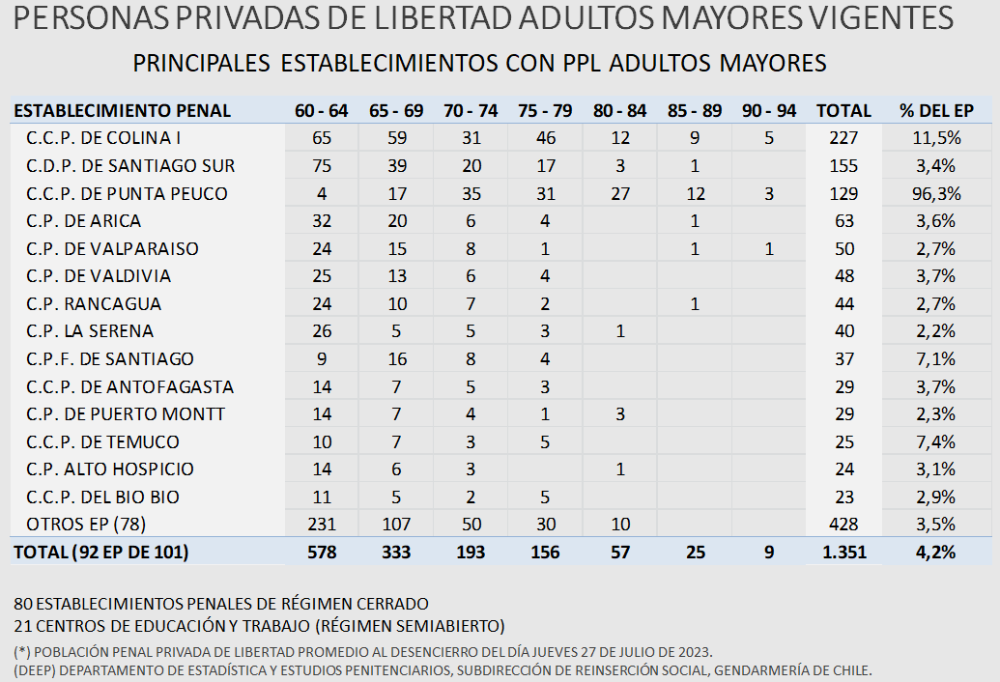 PERSONAS PRIVADAS DE LIBERTAD ADULTOS MAYORES VIGENTES
PRINCIPALES ESTABLECIMIENTOS CON PPL ADULTOS MAYORES
ESTABLECIMIENTO PENAL 60 - 64 65 - 69 70 - 74 75 - 79 80 - 84 85 - 89 90 - 94 TOTAL % DEL EP
C.C.P. DE COLINA I 65 59 31 46 12 9 5 227 11,5%
C.D.P. DE SANTIAGO SUR 75 39 20 17 3 1 155 3,4%
C.C.P. DE PUNTA PEUCO 4 17 35 31 27 12 3 129 96,3%
C.P. DE ARICA 32 20 6 4 1 63 3,6%
C.P. DE VALPARAISO 24 15 8 1 1 1 50 2,7%
C.P. DE VALDIVIA 25 13 6 4 48 3,7%
C.P. RANCAGUA 24 10 7 2 1 44 2,7%
C.P. LA SERENA 26 5 5 3 1 40 2,2%
C.P.F. DE SANTIAGO 9 16 8 4 37 7,1%
C.C.P. DE ANTOFAGASTA 14 7 5 3 29 3,7%
C.P. DE PUERTO MONTT 14 7 4 1 3 29 2,3%
C.C.P. DE TEMUCO 10 7 3 5 25 7,4%
C.P. ALTO HOSPICIO 14 6 3 1 24 3,1%
C.C.P. DEL BIO BIO 11 5 2 5 23 2,9%
OTROS EP (78) 231 107 50 30 10 428 3,5%
TOTAL (92 EP DE 101) 578 333 193 156 57 25 9 1.351 4,2%
80 ESTABLECIMIENTOS PENALES DE RÉGIMEN CERRADO
21 CENTROS DE EDUCACIÓN Y TRABAJO (RÉGIMEN SEMIABIERTO)
(*) POBLACIÓN PENAL PRIVADA DE LIBERTAD PROMEDIO AL DESENCIERRO DEL DÍA JUEVES 27 DE JULIO DE 2023.
(DEEP) DEPARTAMENTO DE ESTADÍSTICA Y ESTUDIOS PENITENCIARIOS, SUBDIRECCIÓN DE REINSERCIÓN SOCIAL, GENDARMERÍA DE CHILE.